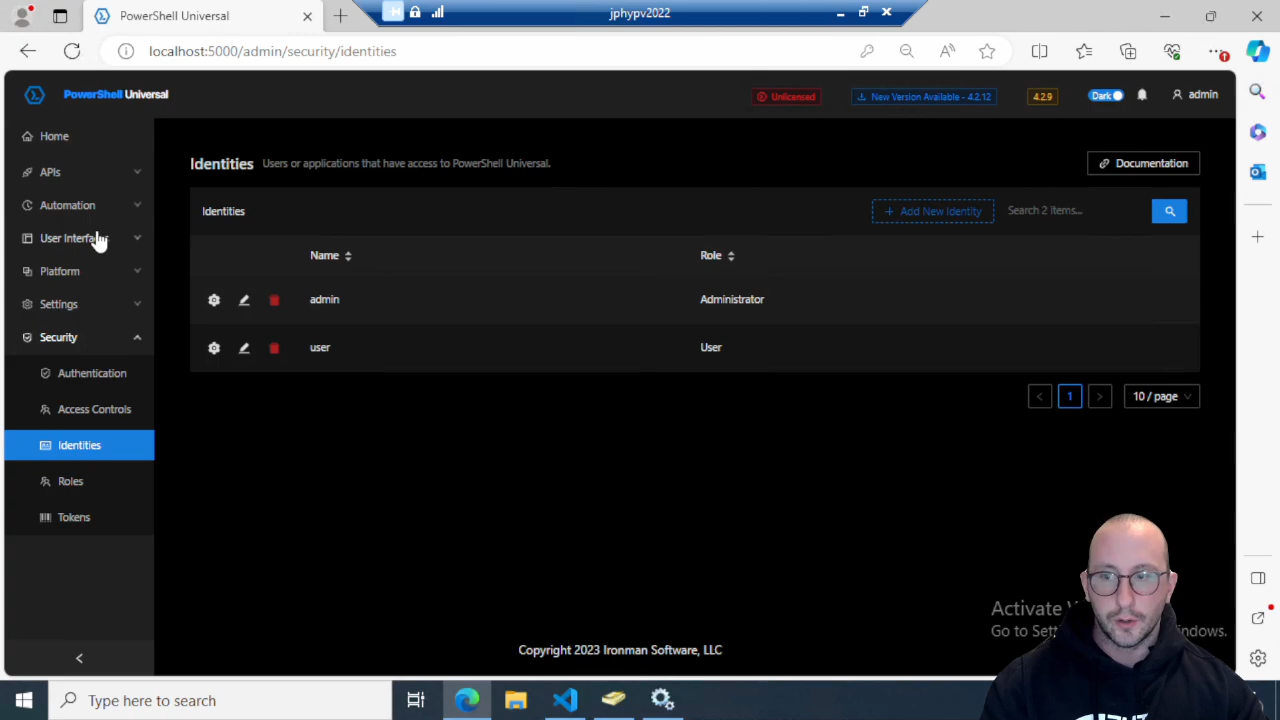 PowerShell Universal
jphypv2022
localhost:5000/admin/security/identities
PowerShell Universal
Unlicensed
New Version Available - 4.2.12
4.2.9
Dark
admin
Home
APIs
Automation
Platform
Settings
Security
Authentication
Access Controls
Identities
Roles
Tokens
Identities
Users or applications that have access to PowerShell Universal.
Documentation
Identities
+ Add New Identity
Search 2 items...
Name
Role
admin
Administrator
user
User
< 1 >
10 / page
Activate
Go to
Copyright 2023 Ironman Software, LLC
Type here to search